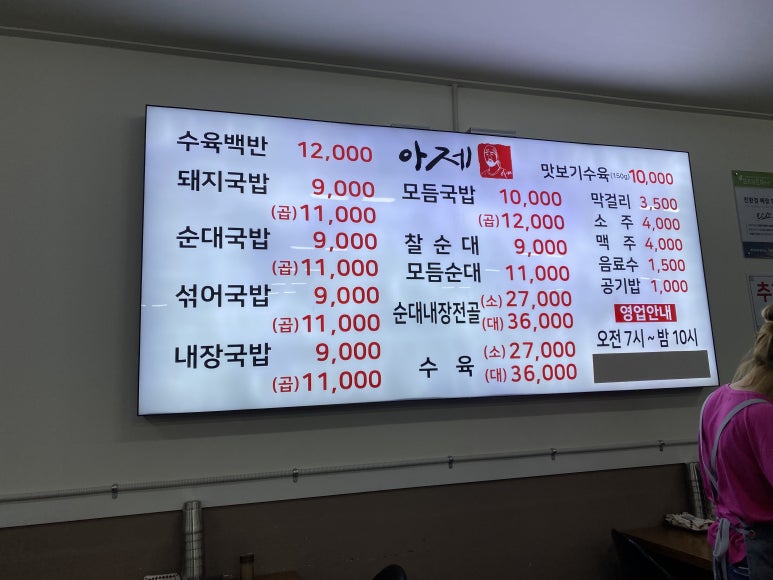 수육백반 12,000
돼지국밥 9,000
(곱)11,000
순대국밥 9,000
(곱)11,000
섞어국밥 9,000
(곱)11,000
내장국밥 9,000
(곱)11,000
아제
모듬국밥 10,000
(곱)12,000
찰순대 9,000
모듬순대 11,000
순대내장전골 (소)27,000
(대)36,000
수육 (소)27,000
(대)36,000
맛보기수육(150g)10,000
막걸리 3,500
소주 4,000
맥주 4,000
음료수 1,500
공기밥 1,000
영업안내
오전 7시~밤 10시
추